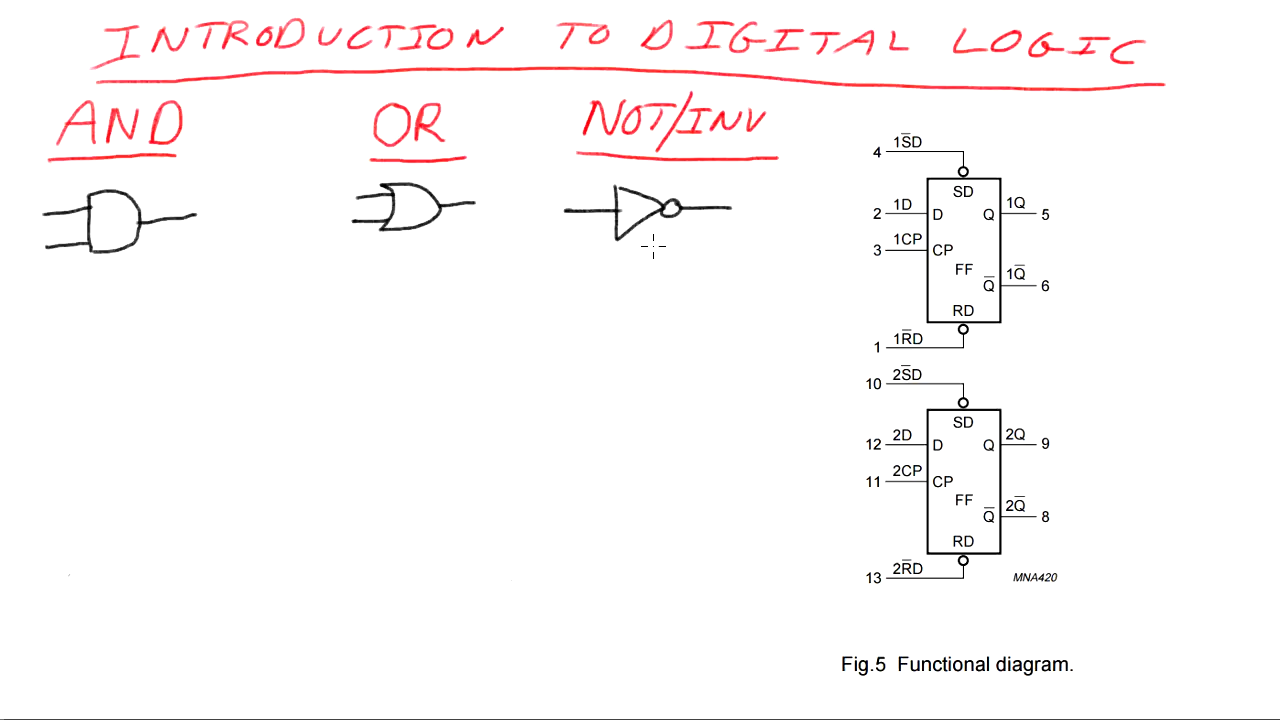 INTRODUCTION TO DIGITAL LOGIC
AND OR NOT/INV
4 1S̅D
SD
2 1D D Q 1Q 5
3 1CP CP
FF
Q̅ 1Q̅ 6
RD
1 1R̅D
10 2S̅D
SD
12 2D D Q 2Q 9
11 2CP CP
FF
Q̅ 2Q̅ 8
RD
13 2R̅D
MNA420
Fig.5 Functional diagram.